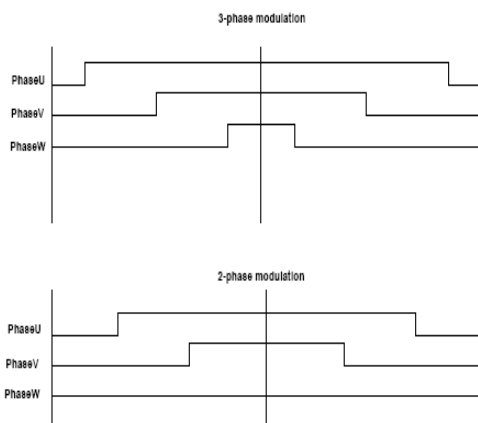 3-phase modulation
PhaseU
PhaseV
PhaseW
2-phase modulation
PhaseU
PhaseV
PhaseW